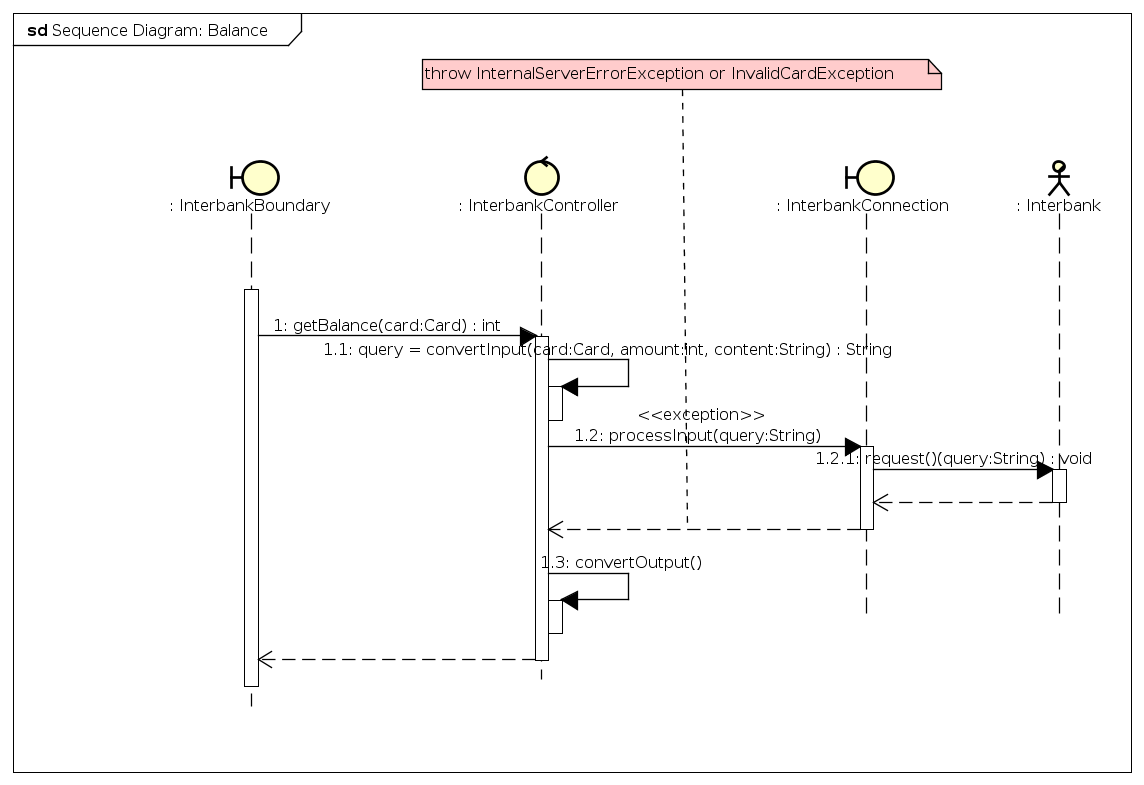 sd Sequence Diagram: Balance
throw InternalServerErrorException or InvalidCardException
: InterbankBoundary
: InterbankController
: InterbankConnection
: Interbank
1: getBalance(card:Card) : int
1.1: query = convertInput(card:Card, amount:int, content:String) : String
<<exception>>
1.2: processInput(query:String)
1.2.1: request()(query:String) : void
1.3: convertOutput()